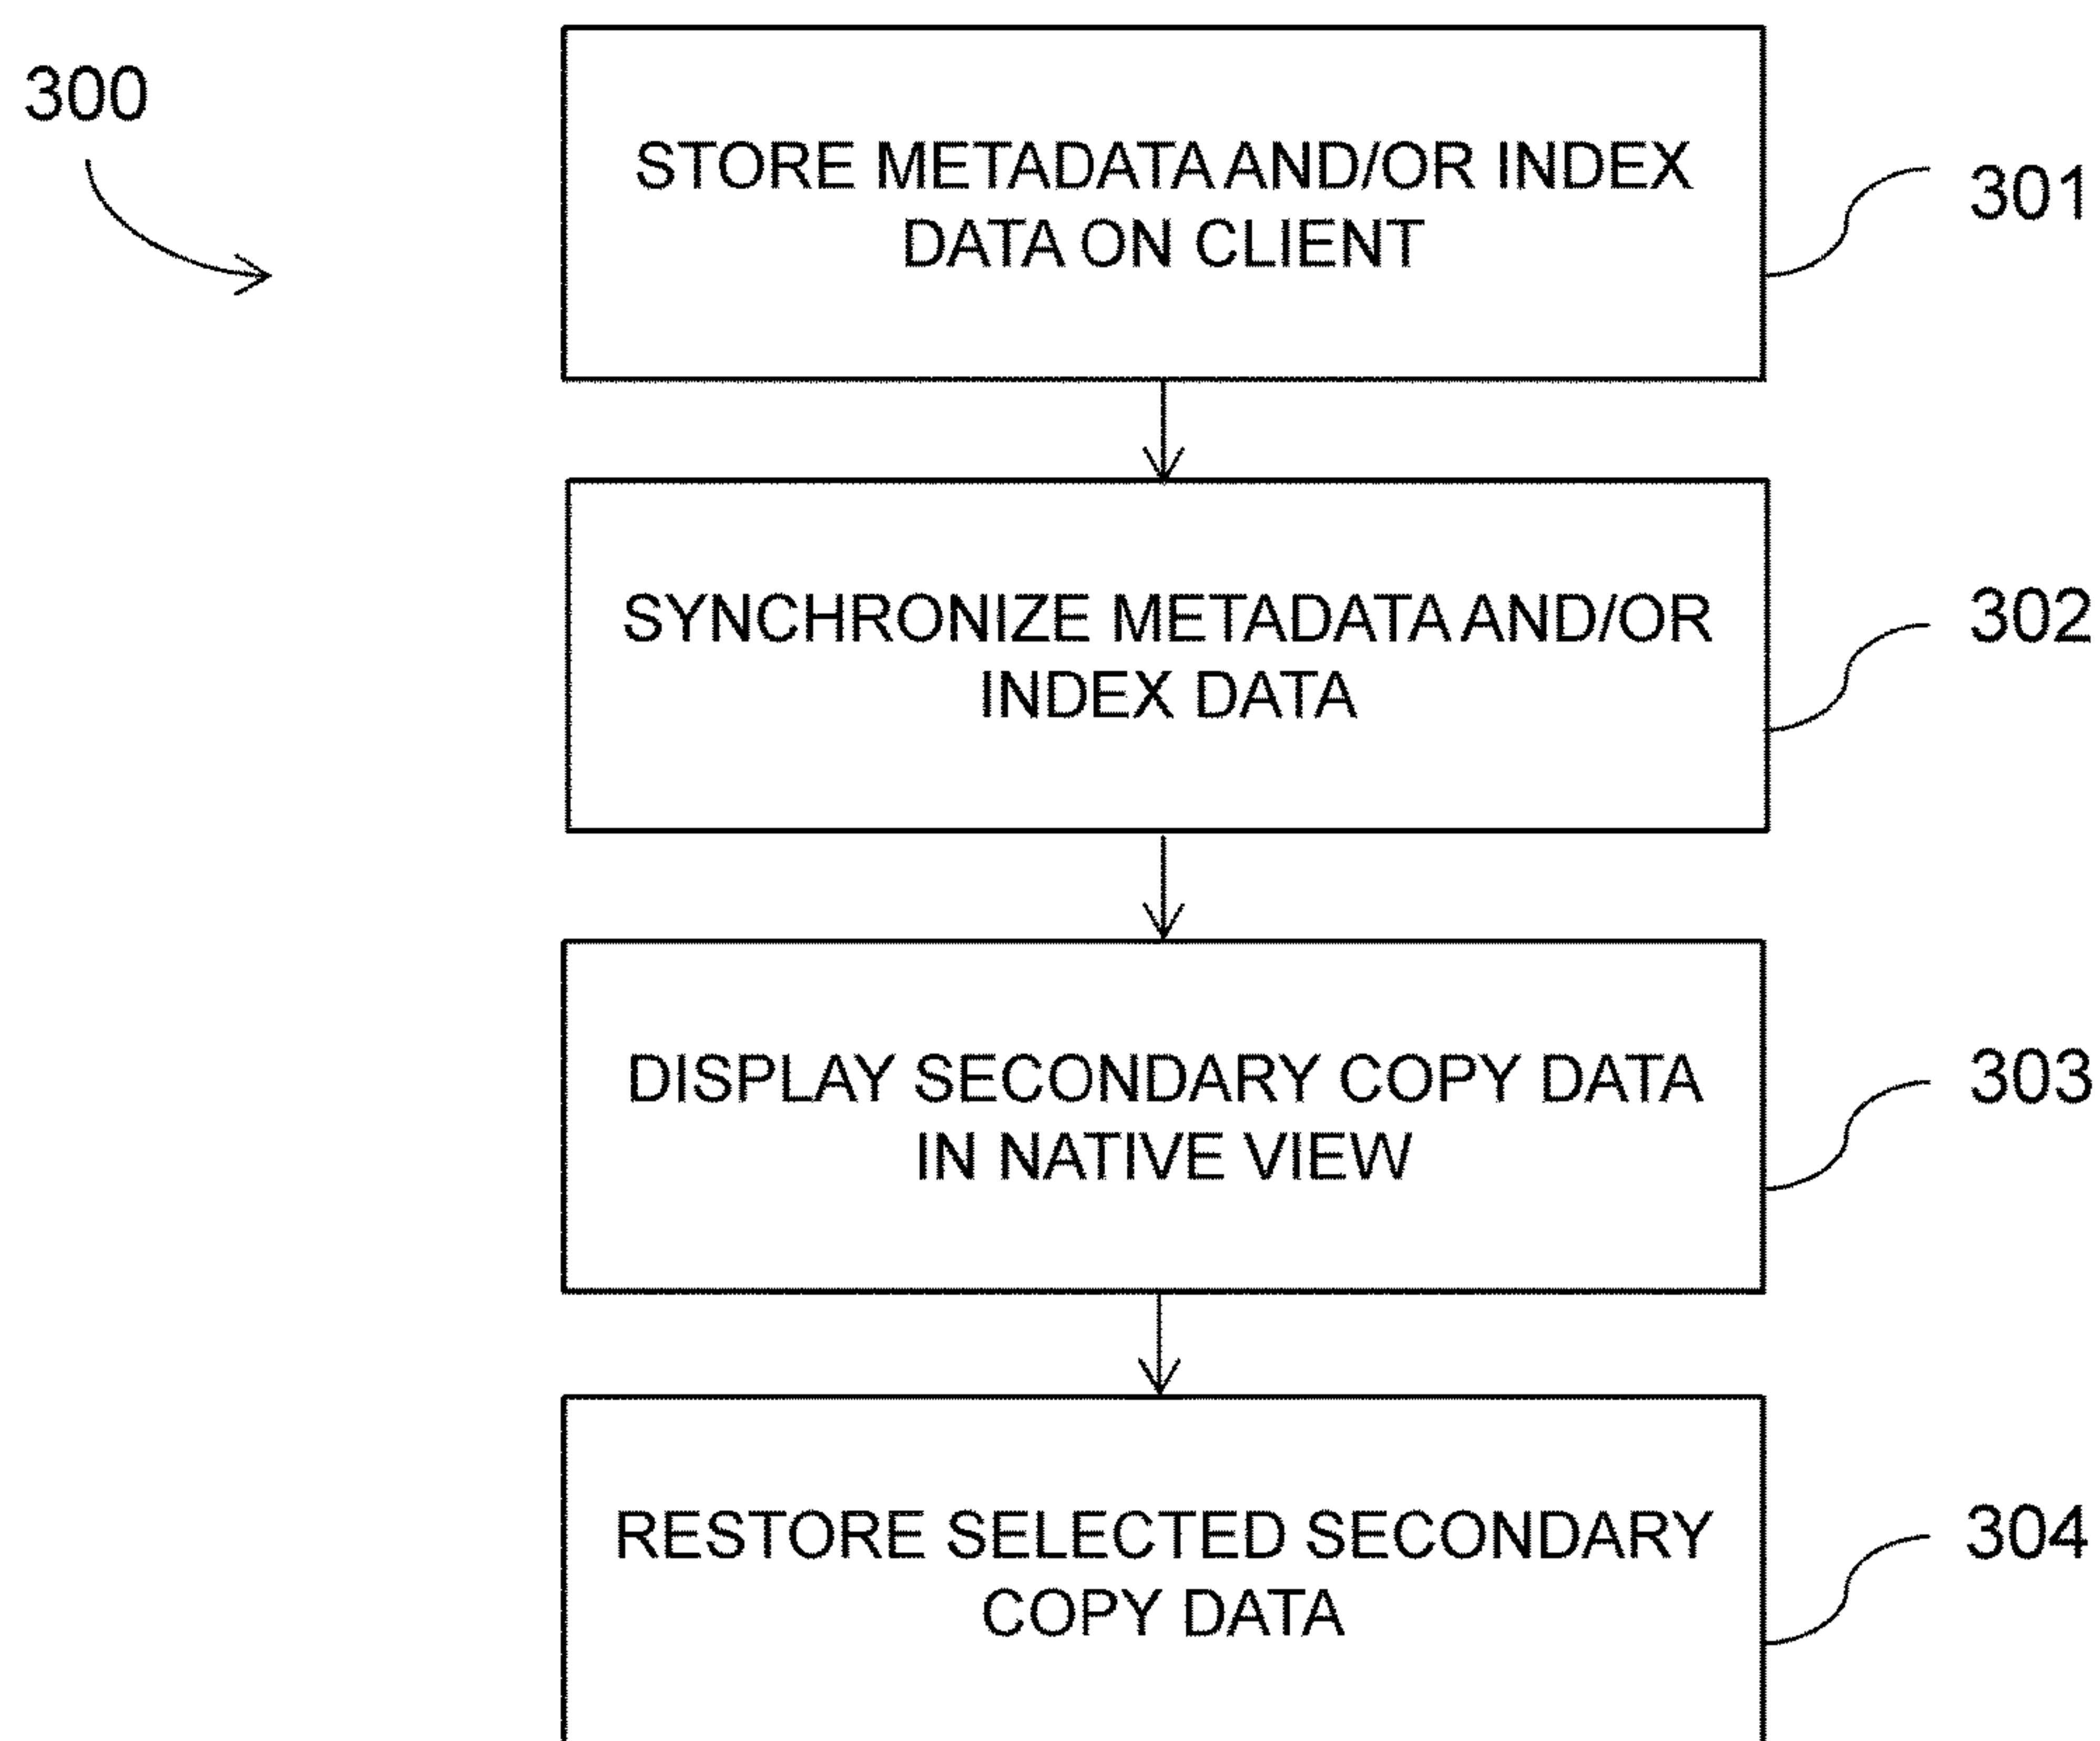 300
STORE METADATA AND/OR INDEX
DATA ON CLIENT
301
SYNCHRONIZE METADATA AND/OR
INDEX DATA
302
DISPLAY SECONDARY COPY DATA
IN NATIVE VIEW
303
RESTORE SELECTED SECONDARY
COPY DATA
304